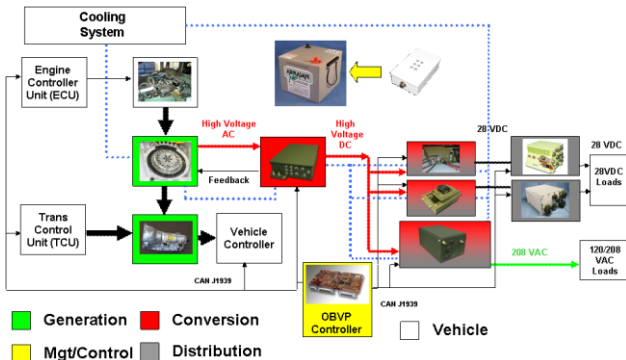 Cooling
System
Engine
Controller
Unit (ECU)
High Voltage
AC
High
Voltage
DC
28 VDC
28 VDC
28VDC
Loads
Feedback
Trans
Control
Unit (TCU)
Vehicle
Controller
208 VAC
120/208
VAC
Loads
CAN J1939
CAN J1939
OBVP
Controller
Generation
Conversion
Vehicle
Mgt/Control
Distribution